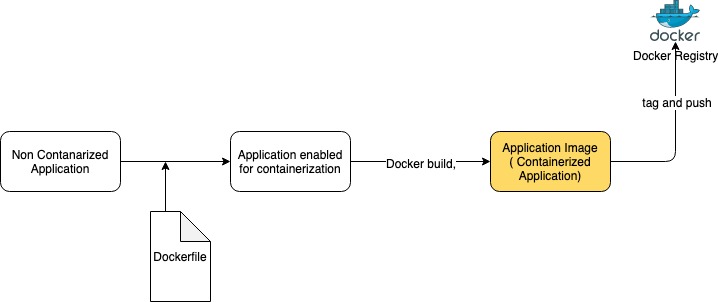 docker
Docker Registry
tag and push
Non Contanarized
Application
Application enabled
for containerization
Docker build,
Application Image
( Containerized
Application)
Dockerfile